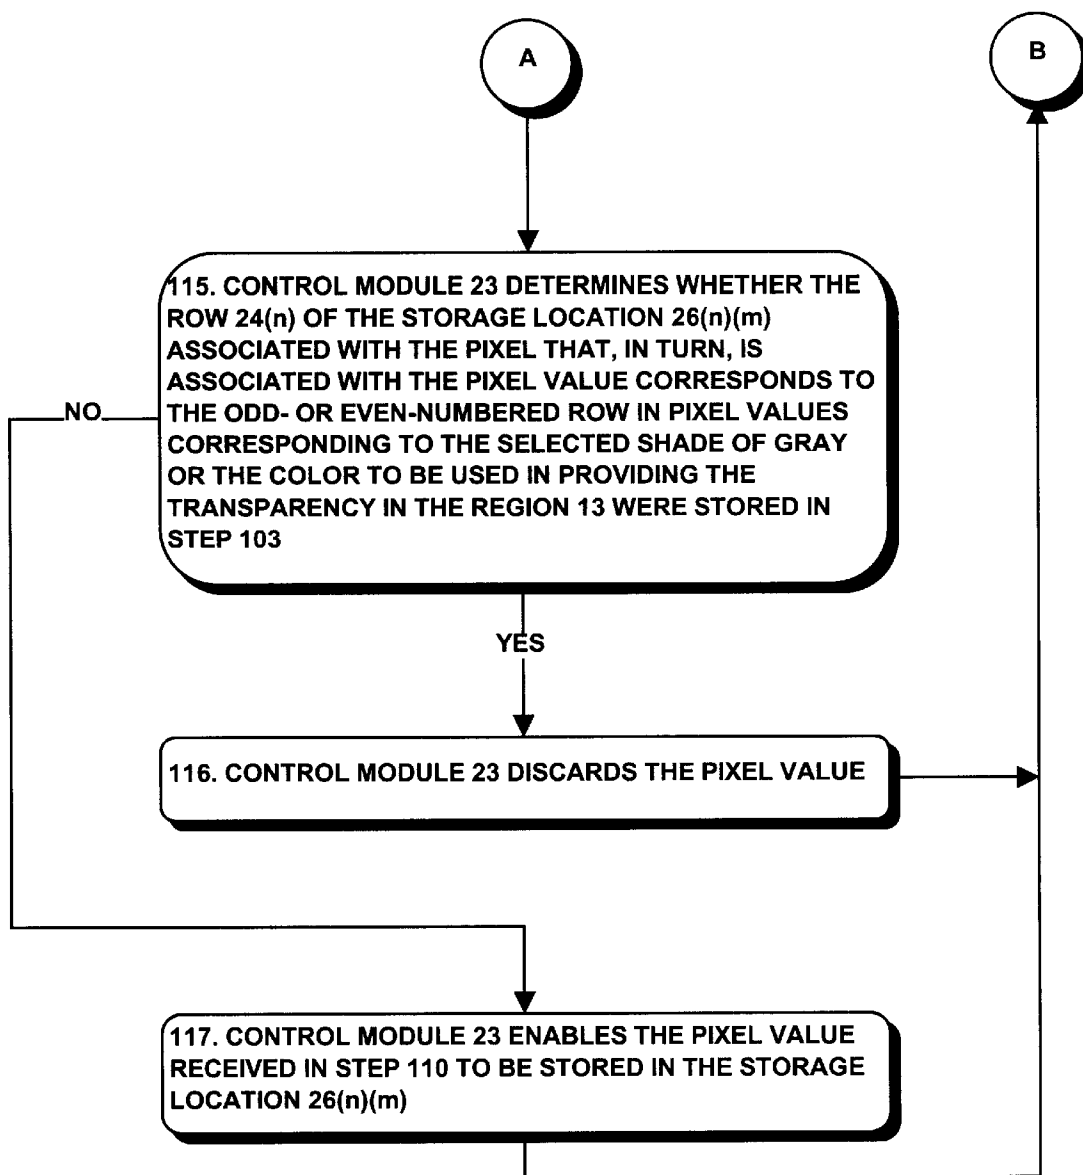 A
B
115. CONTROL MODULE 23 DETERMINES WHETHER THE
ROW 24(n) OF THE STORAGE LOCATION 26(n)(m)
ASSOCIATED WITH THE PIXEL THAT, IN TURN, IS
ASSOCIATED WITH THE PIXEL VALUE CORRESPONDS TO
THE ODD- OR EVEN-NUMBERED ROW IN PIXEL VALUES
CORRESPONDING TO THE SELECTED SHADE OF GRAY
OR THE COLOR TO BE USED IN PROVIDING THE
TRANSPARENCY IN THE REGION 13 WERE STORED IN
STEP 103
NO
YES
116. CONTROL MODULE 23 DISCARDS THE PIXEL VALUE
117. CONTROL MODULE 23 ENABLES THE PIXEL VALUE
RECEIVED IN STEP 110 TO BE STORED IN THE STORAGE
LOCATION 26(n)(m)